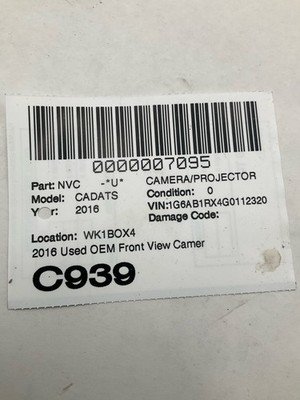 0000007095
Part: NVC -*U* CAMERA/PROJECTOR
Model: CADATS Condition: 0
Year: 2016 VIN:1G6AB1RX4G0112320
Damage Code:
Location: WK1BOX4
2016 Used OEM Front View Camer
C939